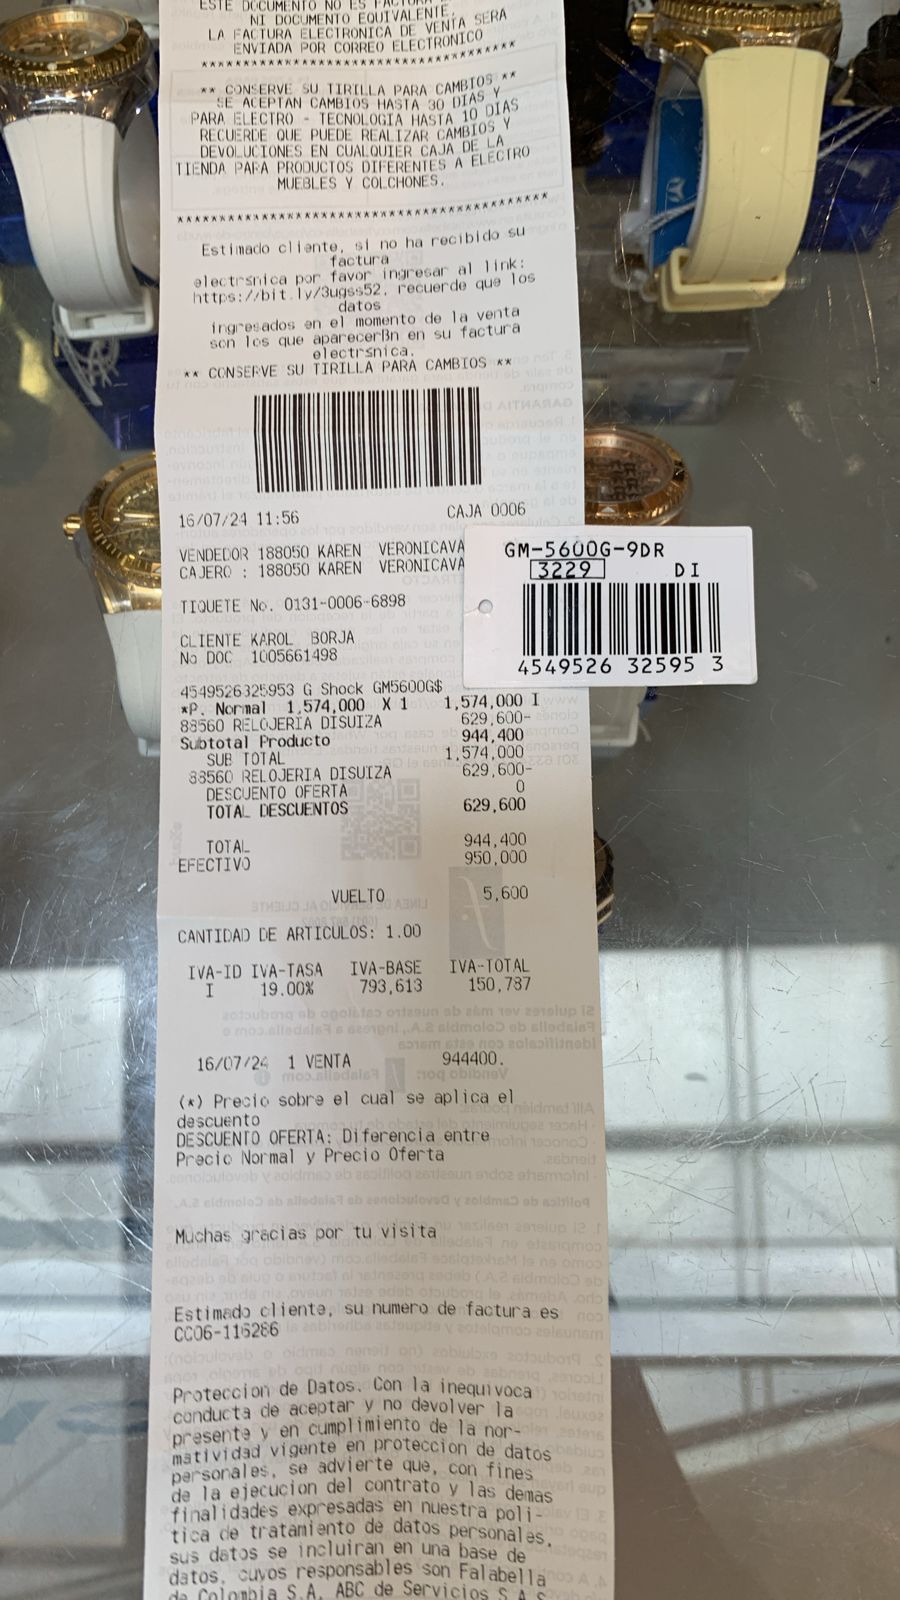 ESTE DOCUMENTO NO ES FACTURA
NI DOCUMENTO EQUIVALENTE,
LA FACTURA ELECTRONICA DE VENTA SERA
ENVIADA POR CORREO ELECTRONICO
****************************************
** CONSERVE SU TIRILLA PARA CAMBIOS **
SE ACEPTAN CAMBIOS HASTA 30 DIAS Y
PARA ELECTRO - TECNOLOGIA HASTA 10 DIAS
RECUERDE QUE PUEDE REALIZAR CAMBIOS Y
DEVOLUCIONES EN CUALQUIER CAJA DE LA
TIENDA PARA PRODUCTOS DIFERENTES A ELECTRO
MUEBLES Y COLCHONES.
****************************************
Estimado cliente, si no ha recibido su
factura
electrsnica por favor ingresar al link:
https://bit.ly/3ugss52, recuerde que los
datos
ingresados en el momento de la venta
son los que aparecerßn en su factura
electrsnica.
** CONSERVE SU TIRILLA PARA CAMBIOS **
16/07/24 11:56 CAJA 0006
VENDEDOR 188050 KAREN VERONICAVA
CAJERO : 188050 KAREN VERONICAVA
TIQUETE No. 0131-0006-6898
CLIENTE KAROL BORJA
No DOC 1005661498
GM-5600G-9DR
3229 DI
4549526 32595 3
4549526325953 G Shock GM5600G$
*P. Normal 1,574,000 X 1 1,574,000 I
88560 RELOJERIA DISUIZA 629,600-
Subtotal Producto 944,400
SUB TOTAL 1,574,000
88560 RELOJERIA DISUIZA 629,600-
DESCUENTO OFERTA 0
TOTAL DESCUENTOS 629,600
TOTAL 944,400
EFECTIVO 950,000
VUELTO 5,600
CANTIDAD DE ARTICULOS: 1.00
IVA-ID IVA-TASA IVA-BASE IVA-TOTAL
I 19.00% 793,613 150,787
16/07/24 1 VENTA 944400.
(*) Precio sobre el cual se aplica el
descuento
DESCUENTO OFERTA: Diferencia entre
Precio Normal y Precio Oferta
Muchas gracias por tu visita
Estimado cliente, su numero de factura es
CC06-116286
Proteccion de Datos. Con la inequivoca
conducta de aceptar y no devolver la
presente y en cumplimiento de la nor-
matividad vigente en proteccion de datos
personales, se advierte que, con fines
de la ejecucion del contrato y las demas
finalidades expresadas en nuestra poli-
tica de tratamiento de datos personales,
sus datos se incluiran en una base de
datos, cuyos responsables son Falabella
de Colombia S.A, ABC de Servicios S.A.S